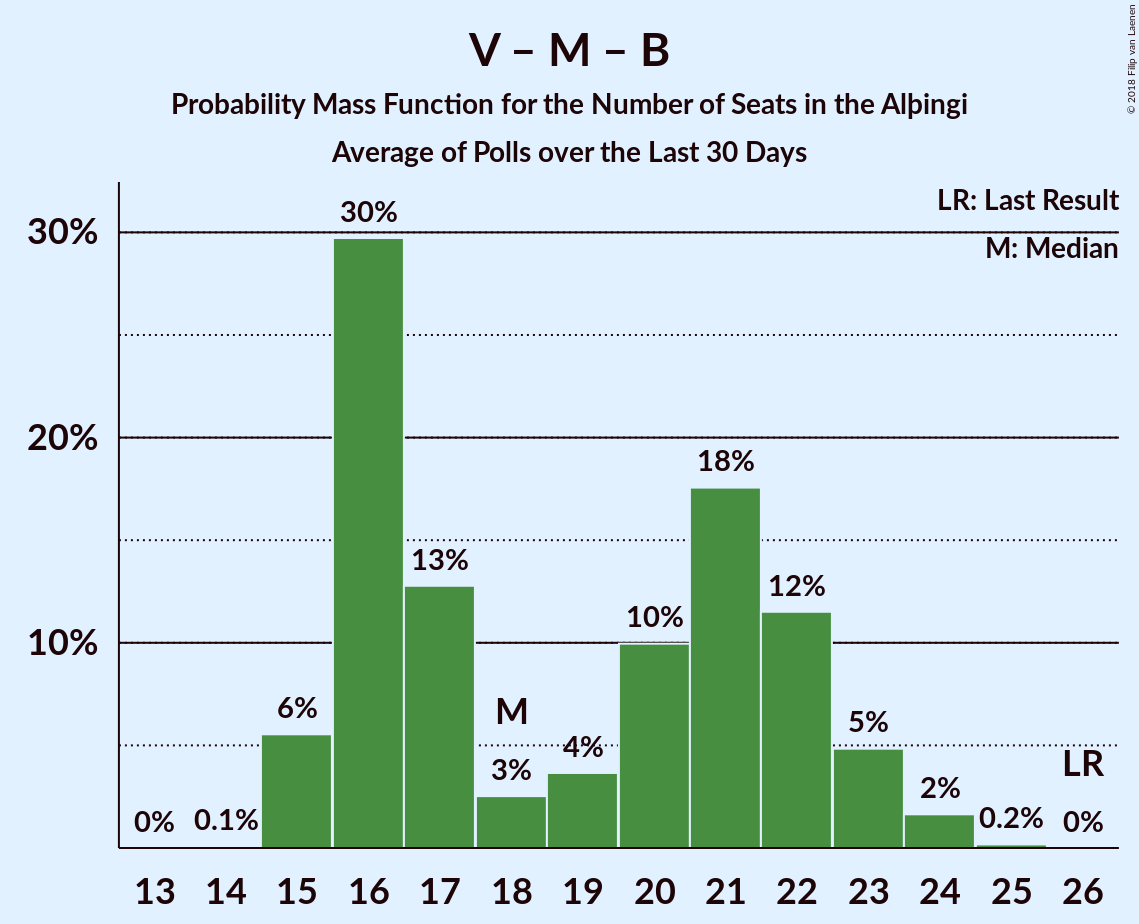 V – M – B
Probability Mass Function for the Number of Seats in the Alþingi
Average of Polls over the Last 30 Days
© 2018 Filip van Laenen
LR: Last Result
M: Median
30%
20%
10%
0%
0.1%
6%
30%
13%
M
3%
4%
10%
18%
12%
5%
2%
0.2%
LR
0%
13 14 15 16 17 18 19 20 21 22 23 24 25 26